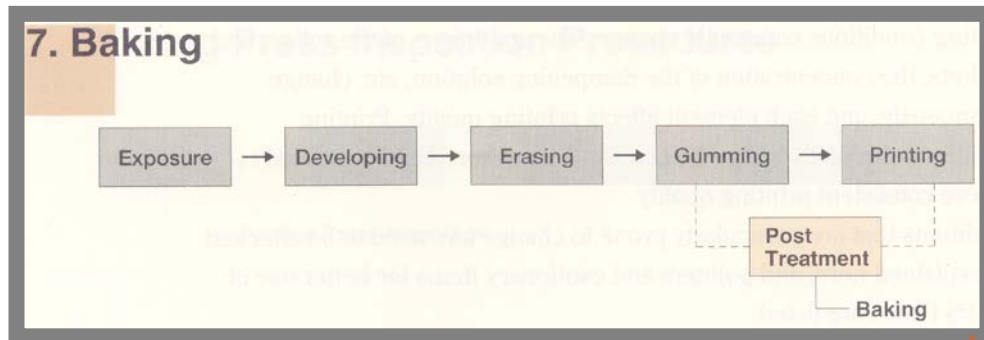 7. Baking
Exposure
Developing
Erasing
Gumming
Printing
Post
Treatment
Baking